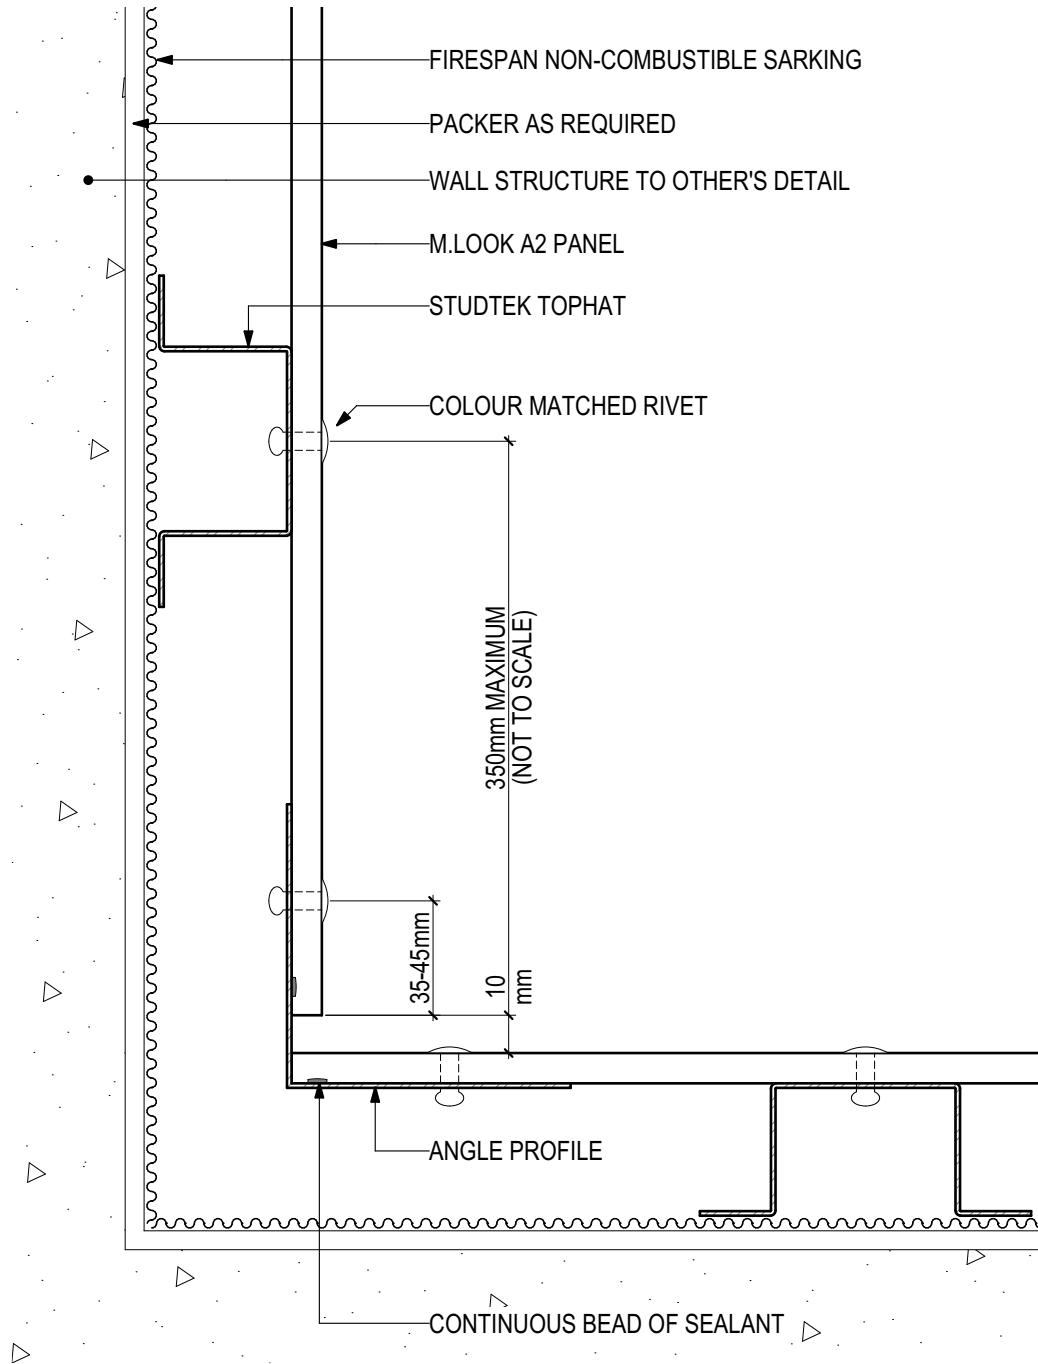 FIRESPAN NON-COMBUSTIBLE SARKING
PACKER AS REQUIRED
WALL STRUCTURE TO OTHER'S DETAIL
M.LOOK A2 PANEL
STUDTEK TOPHAT
COLOUR MATCHED RIVET
350mm MAXIMUM
(NOT TO SCALE)
35-45mm
10
mm
ANGLE PROFILE
CONTINUOUS BEAD OF SEALANT